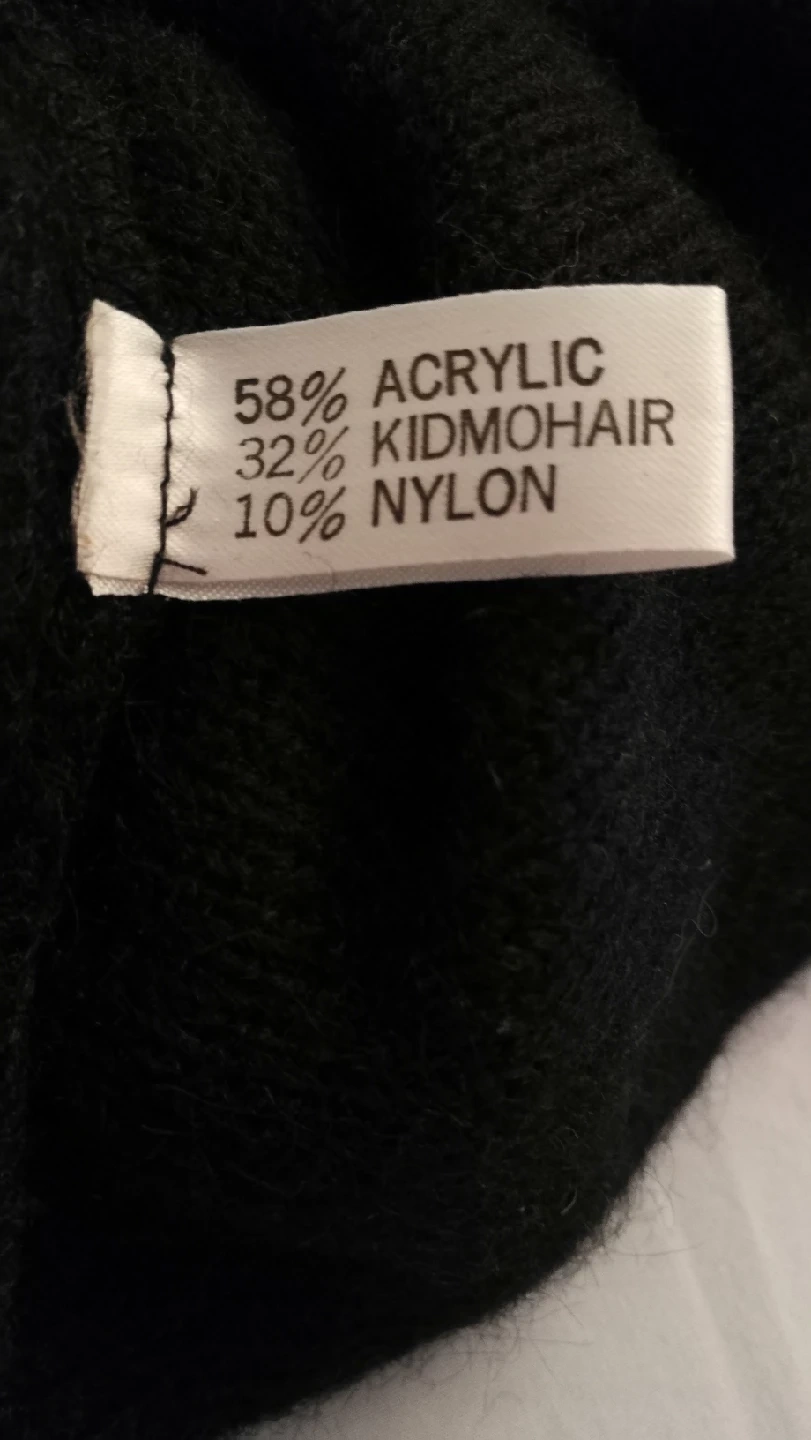 58% ACRYLIC
32% KIDMOHAIR
10% NYLON